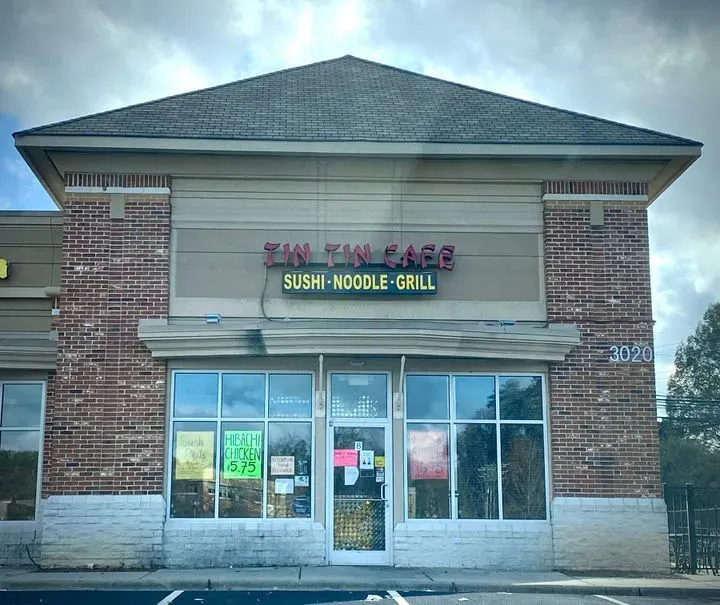 TIN TIN CAFE
SUSHI · NOODLE · GRILL
3020
Sushi
Rolls
HIBACHI
CHICKEN
$5.75